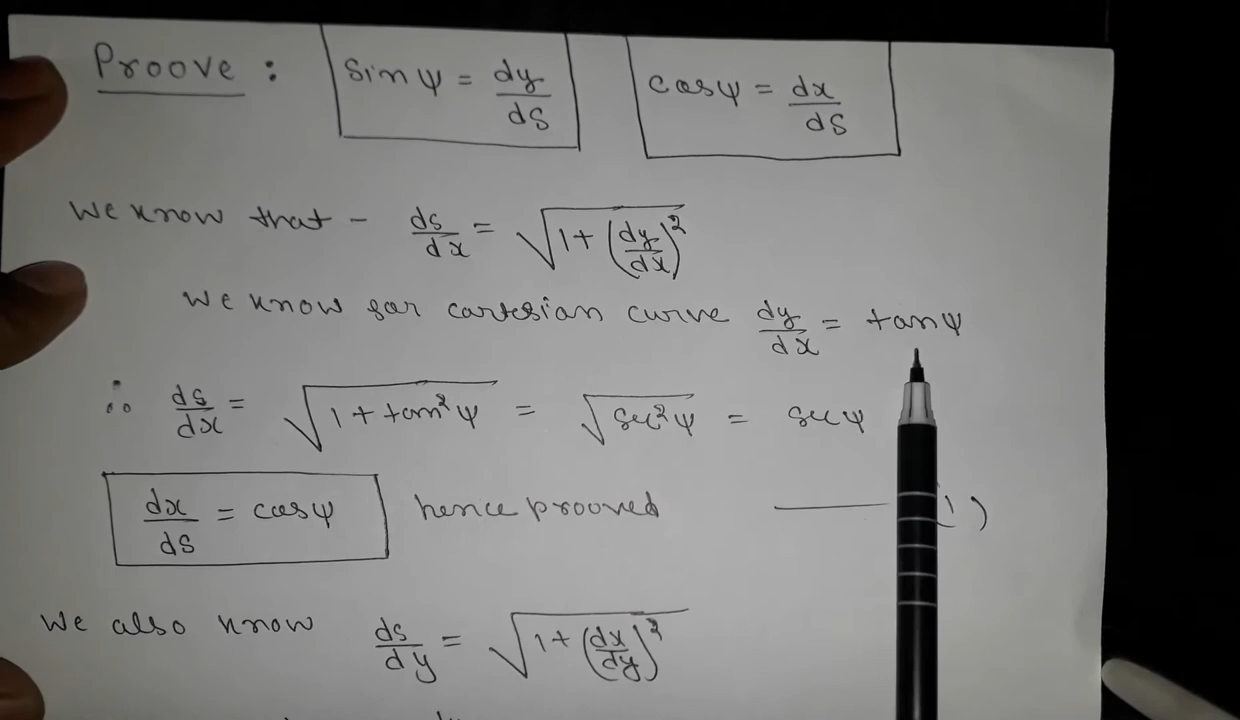 Proove : sin ψ = dy/ds cos ψ = dx/ds
We know that - ds/dx = √(1 + (dy/dx)²)
We know for cartesian curve dy/dx = tan ψ
∴ ds/dx = √(1 + tan² ψ) = √(sec² ψ) = sec ψ
dx/ds = cos ψ hence prooved —— (1)
We also know ds/dy = √(1 + (dx/dy)²)